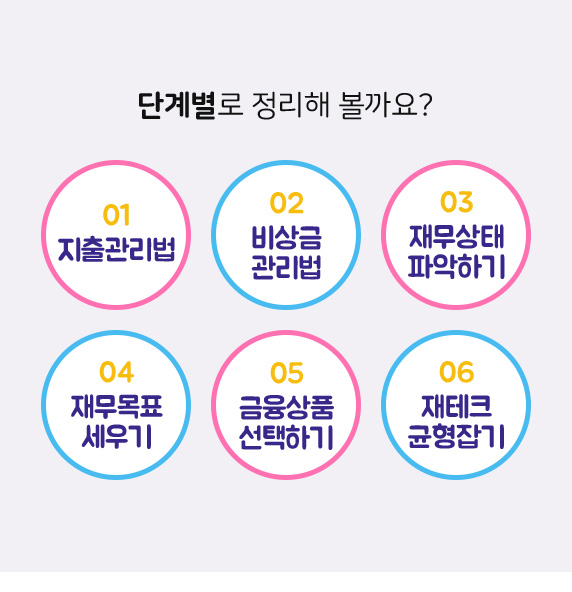 단계별로 정리해 볼까요?
01
지출관리법
02
비상금
관리법
03
재무상태
파악하기
04
재무목표
세우기
05
금융상품
선택하기
06
재테크
균형잡기